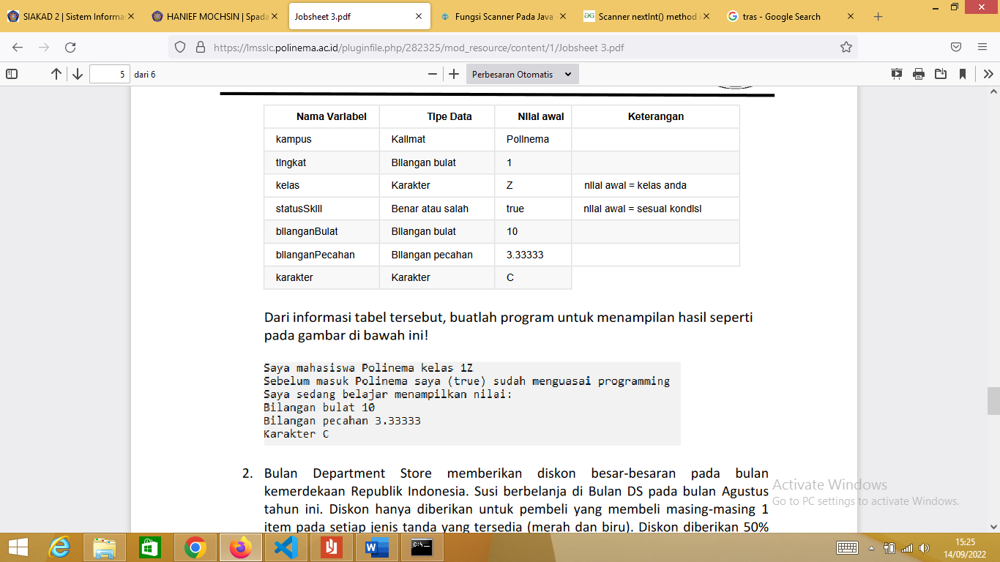 SIAKAD 2 | Sistem Informa
HANIEF MOCHSIN | Spada
Jobsheet 3.pdf
Fungsi Scanner Pada Java
Scanner nextInt() method i
tras - Google Search
https://lmsslc.polinema.ac.id/pluginfile.php/282325/mod_resource/content/1/Jobsheet 3.pdf
5 dari 6
Perbesaran Otomatis
Nama Variabel Tipe Data Nilai awal Keterangan
kampus Kalimat Polinema
tingkat Bilangan bulat 1
kelas Karakter Z nilai awal = kelas anda
statusSkill Benar atau salah true nilai awal = sesuai kondisi
bilanganBulat Bilangan bulat 10
bilanganPecahan Bilangan pecahan 3.33333
karakter Karakter C
Dari informasi tabel tersebut, buatlah program untuk menampilan hasil seperti
pada gambar di bawah ini!
Saya mahasiswa Polinema kelas 1Z
Sebelum masuk Polinema saya (true) sudah menguasai programming
Saya sedang belajar menampilkan nilai:
Bilangan bulat 10
Bilangan pecahan 3.33333
Karakter C
2. Bulan Department Store memberikan diskon besar-besaran pada bulan
kemerdekaan Republik Indonesia. Susi berbelanja di Bulan DS pada bulan Agustus
tahun ini. Diskon hanya diberikan untuk pembeli yang membeli masing-masing 1
item pada setiap jenis tanda yang tersedia (merah dan biru). Diskon diberikan 50%
Activate Windows
Go to PC settings to activate Windows.
15:25
14/09/2022